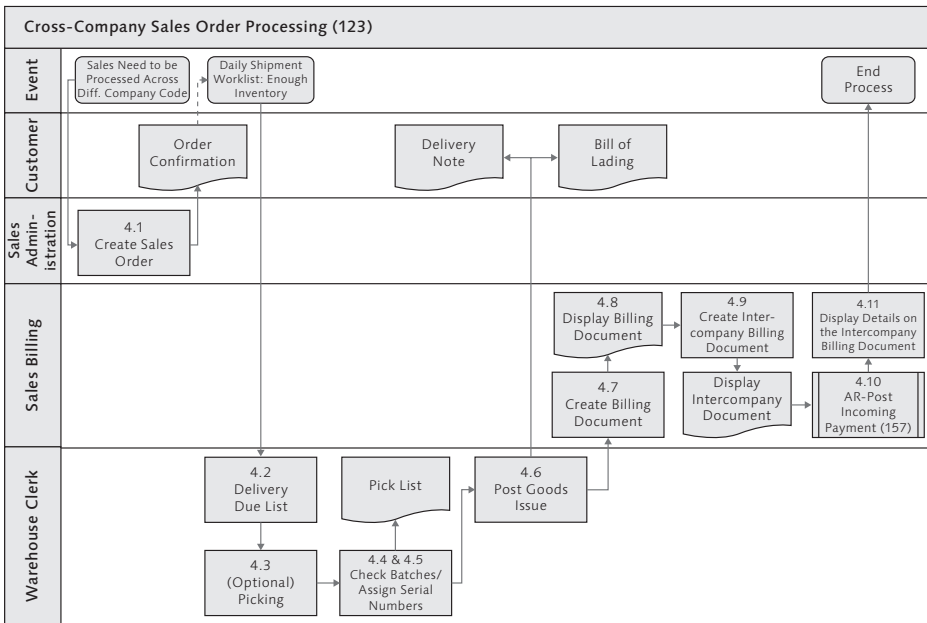 Cross-Company Sales Order Processing (123)
Event
Sales Need to be
Processed Across
Diff. Company Code
Daily Shipment
Worklist: Enough
Inventory
End
Process
Customer
Order
Confirmation
Delivery
Note
Bill of
Lading
Sales
Admin-
istration
4.1
Create Sales
Order
Sales Billing
4.8
Display Billing
Document
4.9
Create Inter-
company Billing
Document
4.11
Display Details on
the Intercompany
Billing Document
4.7
Create Billing
Document
Display
Intercompany
Document
4.10
AR-Post
Incoming
Payment (157)
Warehouse Clerk
4.2
Delivery
Due List
Pick List
4.6
Post Goods
Issue
4.3
(Optional)
Picking
4.4 & 4.5
Check Batches/
Assign Serial
Numbers